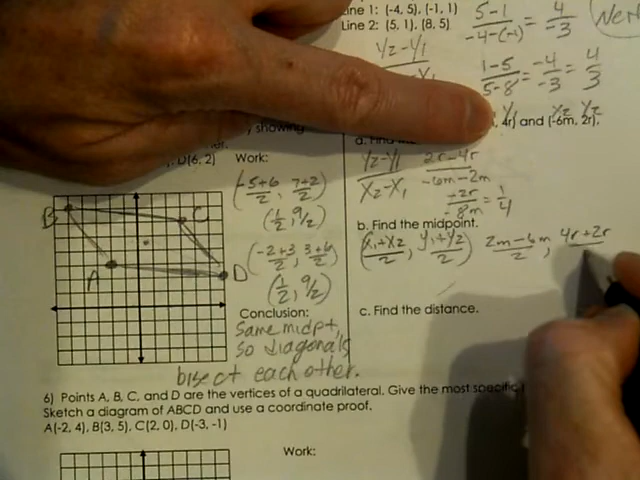 Line 1: (-4, 5), (-1, 1)
Line 2: (5, 1), (8, 5)
5-1/-4-(-1) = 4/-3
Y2-Y1
1-5/5-8 = -4/-3 = 4/3
Y1 X2 Y2
4r) and (-6m, 2r),
showing
a. Find
D(6, 2)
Work:
Y2-Y1/X2-X1 2r-4r/-6m-2m
-2r/-8m = 1/4
(-5+6/2, 7+2/2)
(1/2, 9/2)
b. Find the midpoint.
(X1+X2/2, Y1+Y2/2) 2m-6m/2, 4r+2r
(-2+3/2, 3+6/2)
(1/2, 9/2)
B C
A D
Conclusion:
Same midpt,
so diagonals
bisect each other.
c. Find the distance.
6) Points A, B, C, and D are the vertices of a quadrilateral. Give the most specific
Sketch a diagram of ABCD and use a coordinate proof.
A(-2, 4), B(3, 5), C(2, 0), D(-3, -1)
Work: